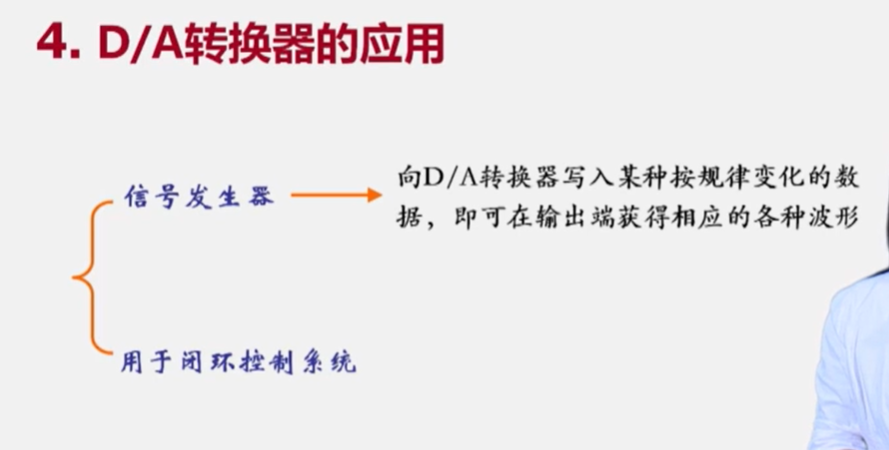 4. D/A转换器的应用
信号发生器
向D/A转换器写入某种按规律变化的数
据，即可在输出端获得相应的各种波形
用于闭环控制系统